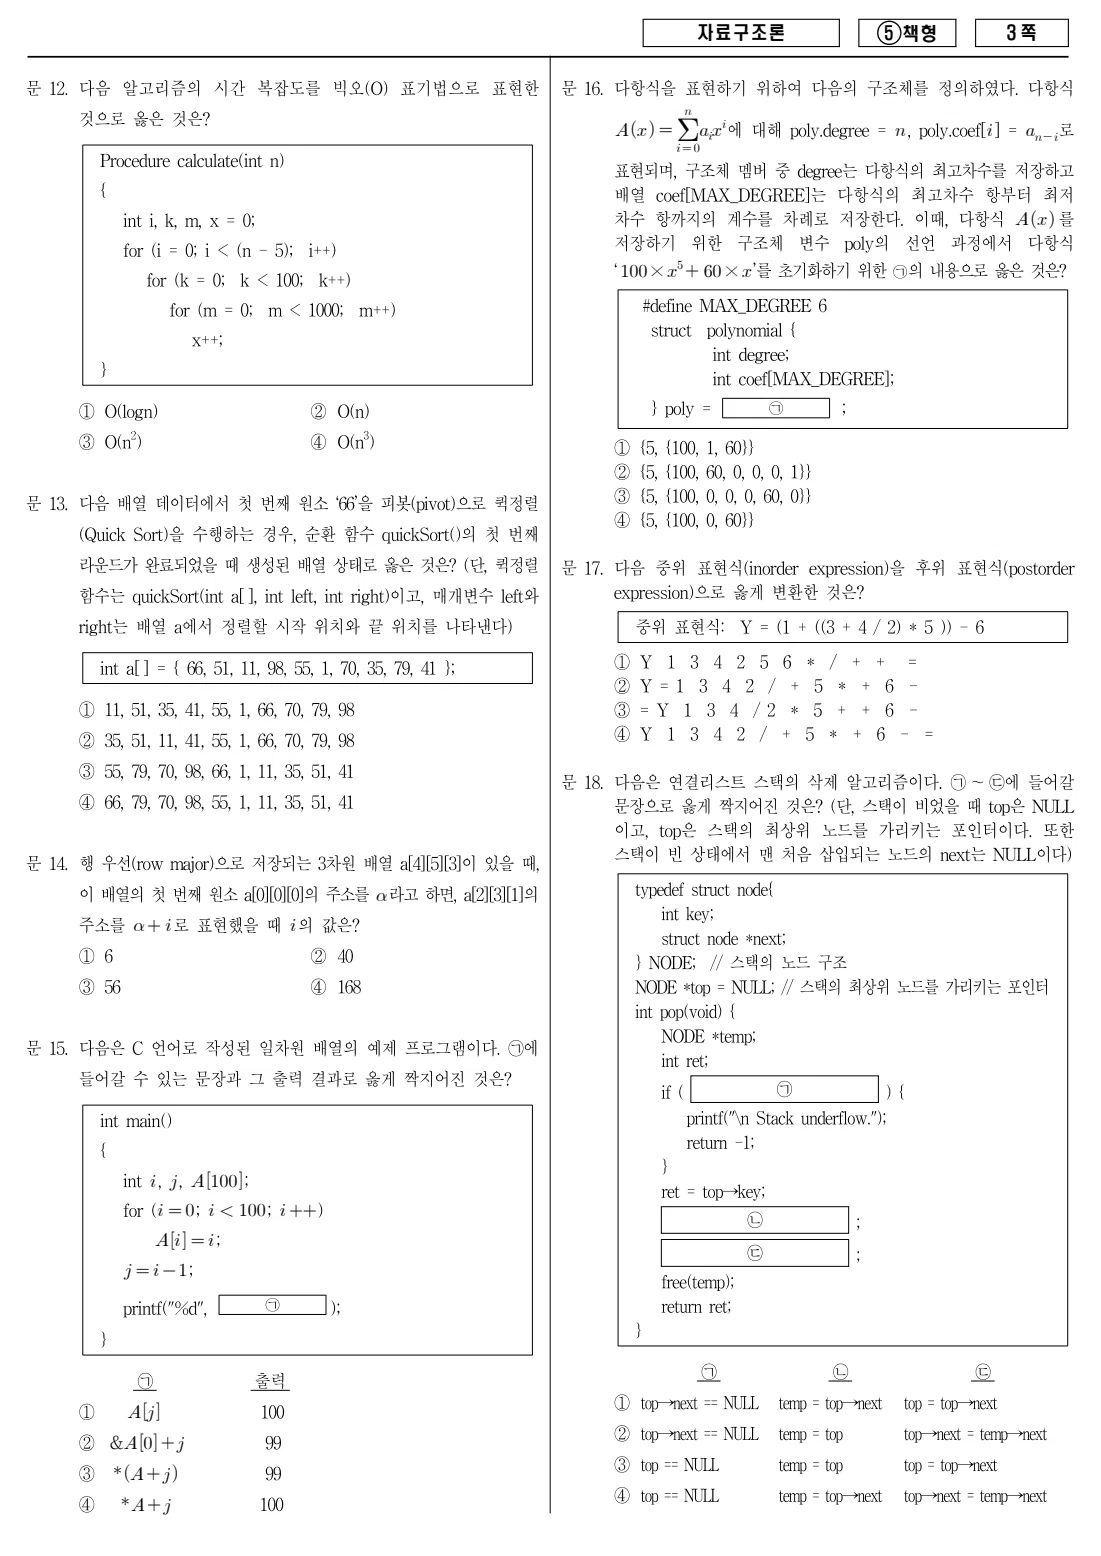 자료구조론 ⑤책형 3쪽
문 12. 다음 알고리즘의 시간 복잡도를 빅오(O) 표기법으로 표현한
것으로 옳은 것은?
Procedure calculate(int n)
{
int i, k, m, x = 0;
for (i = 0; i < (n - 5); i++)
for (k = 0; k < 100; k++)
for (m = 0; m < 1000; m++)
x++;
}
① O(logn) ② O(n)
③ O(n²) ④ O(n³)
문 13. 다음 배열 데이터에서 첫 번째 원소 ‘66’을 피봇(pivot)으로 퀵정렬
(Quick Sort)을 수행하는 경우, 순환 함수 quickSort()의 첫 번째
라운드가 완료되었을 때 생성된 배열 상태로 옳은 것은? (단, 퀵정렬
함수는 quickSort(int a[ ], int left, int right)이고, 매개변수 left와
right는 배열 a에서 정렬할 시작 위치와 끝 위치를 나타낸다)
int a[ ] = { 66, 51, 11, 98, 55, 1, 70, 35, 79, 41 };
① 11, 51, 35, 41, 55, 1, 66, 70, 79, 98
② 35, 51, 11, 41, 55, 1, 66, 70, 79, 98
③ 55, 79, 70, 98, 66, 1, 11, 35, 51, 41
④ 66, 79, 70, 98, 55, 1, 11, 35, 51, 41
문 14. 행 우선(row major)으로 저장되는 3차원 배열 a[4][5][3]이 있을 때,
이 배열의 첫 번째 원소 a[0][0][0]의 주소를 α라고 하면, a[2][3][1]의
주소를 α+i로 표현했을 때 i의 값은?
① 6 ② 40
③ 56 ④ 168
문 15. 다음은 C 언어로 작성된 일차원 배열의 예제 프로그램이다. ㉠에
들어갈 수 있는 문장과 그 출력 결과로 옳게 짝지어진 것은?
int main()
{
int i, j, A[100];
for (i=0; i<100; i++)
A[i]=i;
j=i-1;
printf("%d", ㉠ );
}
㉠ 출력
① A[j] 100
② &A[0]+j 99
③ *(A+j) 99
④ *A+j 100
문 16. 다항식을 표현하기 위하여 다음의 구조체를 정의하였다. 다항식
A(x)=∑ⁿᵢ₌₀aᵢxⁱ에 대해 poly.degree = n, poly.coef[i] = aₙ₋ᵢ로
표현되며, 구조체 멤버 중 degree는 다항식의 최고차수를 저장하고
배열 coef[MAX_DEGREE]는 다항식의 최고차수 항부터 최저
차수 항까지의 계수를 차례로 저장한다. 이때, 다항식 A(x)를
저장하기 위한 구조체 변수 poly의 선언 과정에서 다항식
‘100×x⁵+60×x’를 초기화하기 위한 ㉠의 내용으로 옳은 것은?
#define MAX_DEGREE 6
struct polynomial {
int degree;
int coef[MAX_DEGREE];
} poly = ㉠ ;
① {5, {100, 1, 60}}
② {5, {100, 60, 0, 0, 0, 1}}
③ {5, {100, 0, 0, 0, 60, 0}}
④ {5, {100, 0, 60}}
문 17. 다음 중위 표현식(inorder expression)을 후위 표현식(postorder
expression)으로 옳게 변환한 것은?
중위 표현식: Y = (1 + ((3 + 4 / 2) * 5 )) - 6
① Y 1 3 4 2 5 6 * / + + =
② Y = 1 3 4 2 / + 5 * + 6 -
③ = Y 1 3 4 / 2 * 5 + + 6 -
④ Y 1 3 4 2 / + 5 * + 6 - =
문 18. 다음은 연결리스트 스택의 삭제 알고리즘이다. ㉠ ~ ㉢에 들어갈
문장으로 옳게 짝지어진 것은? (단, 스택이 비었을 때 top은 NULL
이고, top은 스택의 최상위 노드를 가리키는 포인터이다. 또한
스택이 빈 상태에서 맨 처음 삽입되는 노드의 next는 NULL이다)
typedef struct node{
int key;
struct node *next;
} NODE; // 스택의 노드 구조
NODE *top = NULL; // 스택의 최상위 노드를 가리키는 포인터
int pop(void) {
NODE *temp;
int ret;
if ( ㉠ ) {
printf("\n Stack underflow.");
return -1;
}
ret = top→key;
㉡ ;
㉢ ;
free(temp);
return ret;
}
㉠ ㉡ ㉢
① top→next == NULL temp = top→next top = top→next
② top→next == NULL temp = top top→next = temp→next
③ top == NULL temp = top top = top→next
④ top == NULL temp = top→next top→next = temp→next